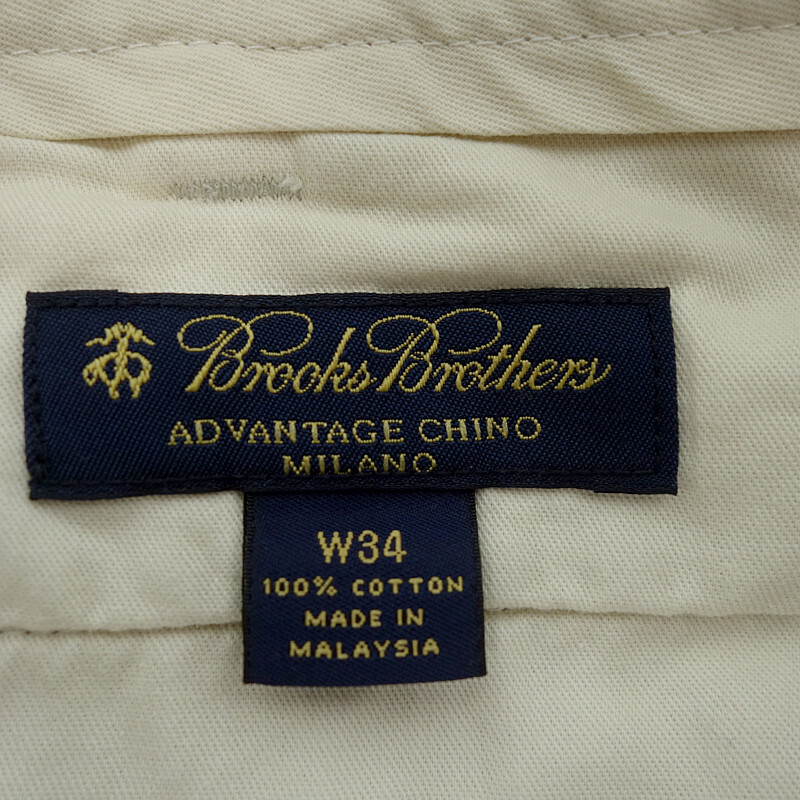 Brooks Brothers
ADVANTAGE CHINO
MILANO
W34
100% COTTON
MADE IN
MALAYSIA